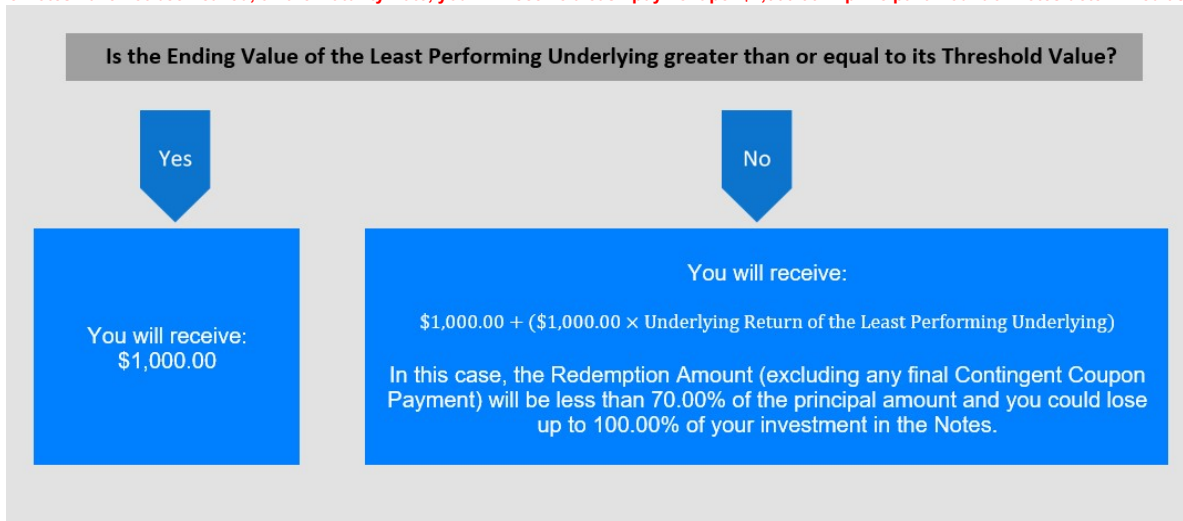 Is the Ending Value of the Least Performing Underlying greater than or equal to its Threshold Value?
Yes
No
You will receive:
$1,000.00
You will receive:
$1,000.00 + ($1,000.00 × Underlying Return of the Least Performing Underlying)
In this case, the Redemption Amount (excluding any final Contingent Coupon
Payment) will be less than 70.00% of the principal amount and you could lose
up to 100.00% of your investment in the Notes.